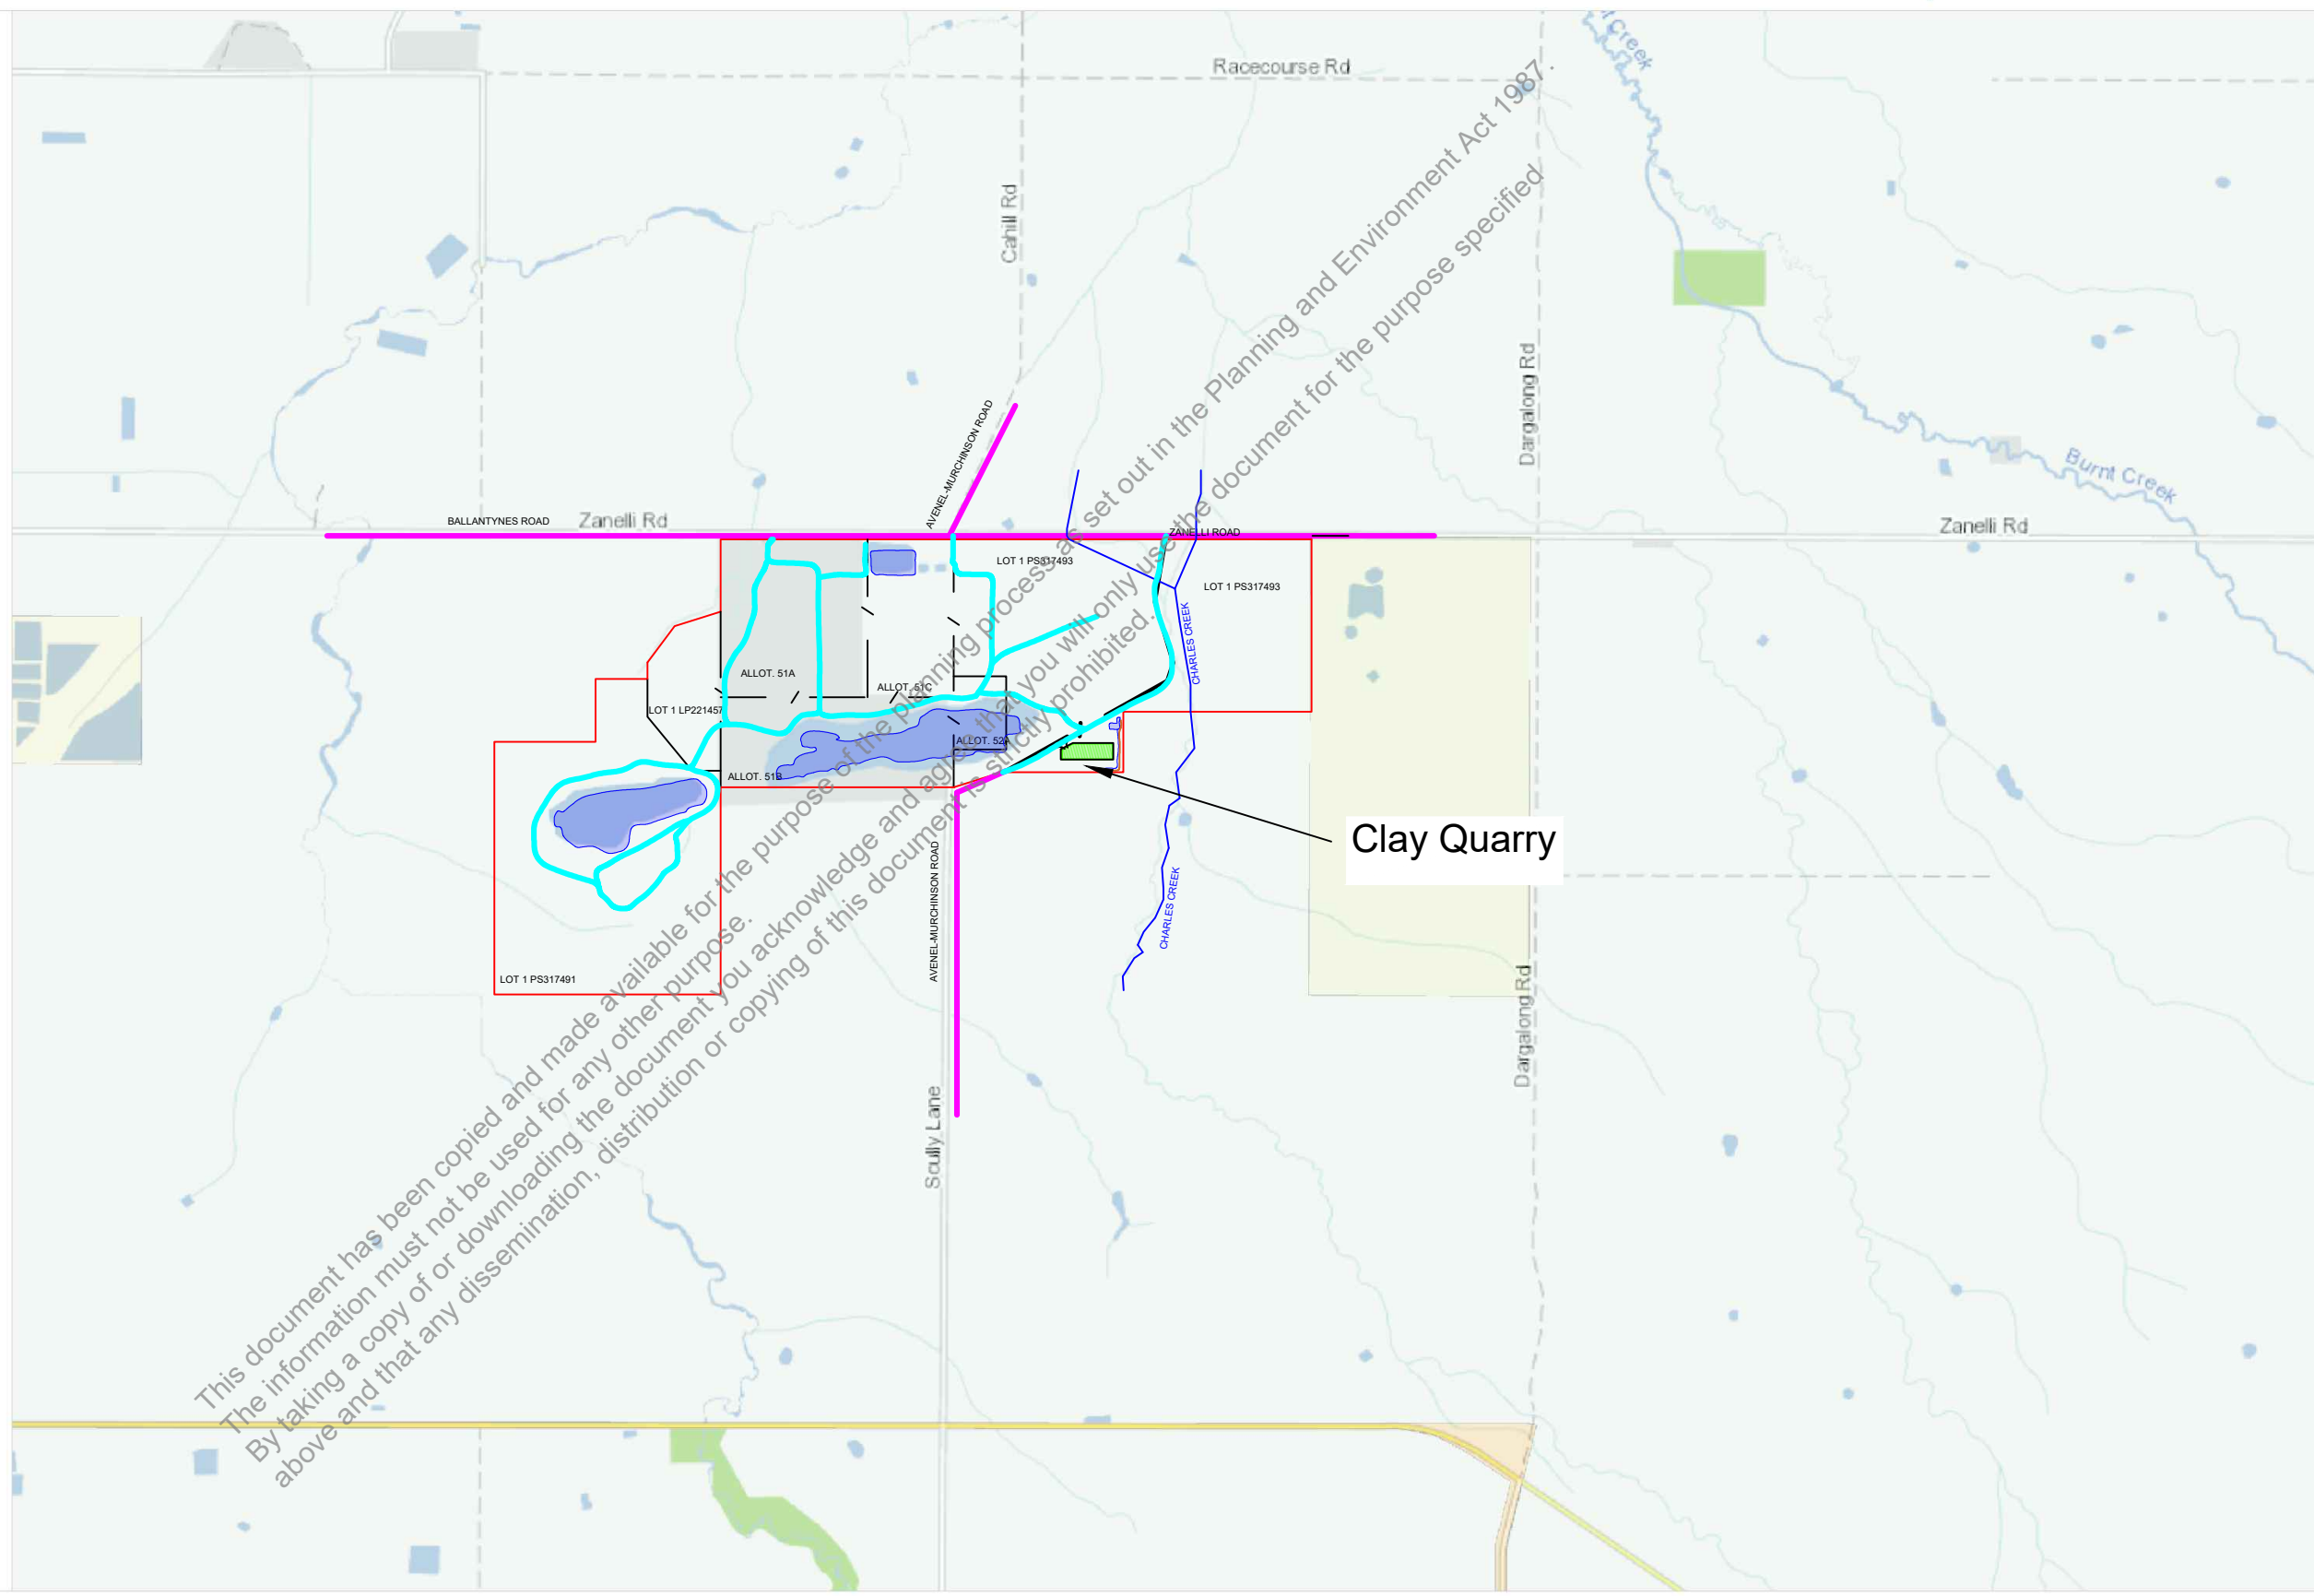 Creek
Racecourse Rd
Cahill Rd
Dargalong Rd
AVENEL-MURCHINSON ROAD
Burnt Creek
BALLANTYNES ROAD
Zanelli Rd
ZANELLI ROAD
Zanelli Rd
LOT 1 PS317493
LOT 1 PS317493
CHARLES CREEK
ALLOT. 51A
ALLOT. 51C
LOT 1 LP221457
ALLOT. 52A
ALLOT. 51B
Clay Quarry
AVENEL-MURCHINSON ROAD
CHARLES CREEK
LOT 1 PS317491
Dargalong Rd
Scully Lane
This document has been copied and made available for the purpose of the planning process as set out in the Planning and Environment Act 1987.
The information must not be used for any other purpose.
By taking a copy of or downloading the document you acknowledge and agree that you will only use the document for the purpose specified
above and that any dissemination, distribution or copying of this document is strictly prohibited.